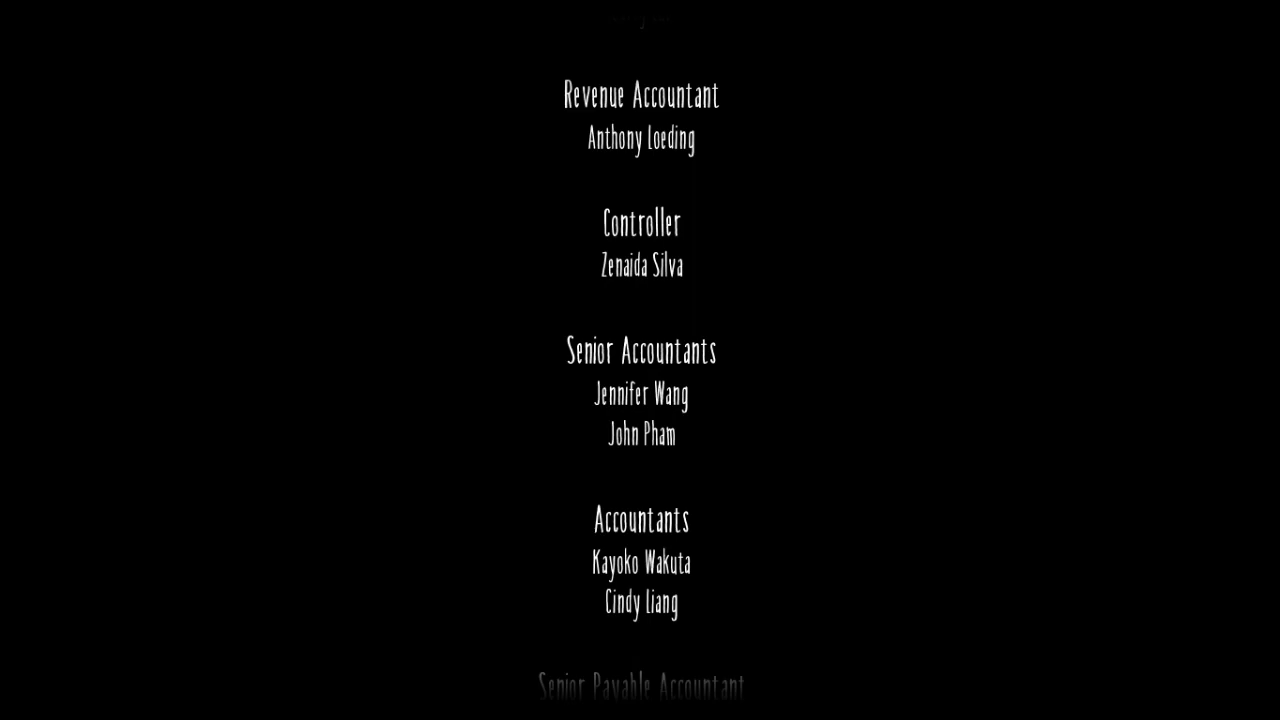 Revenue Accountant
Anthony Loeding
Controller
Zenaida Silva
Senior Accountants
Jennifer Wang
John Pham
Accountants
Kayoko Wakuta
Cindy Liang
Senior Payable Accountant